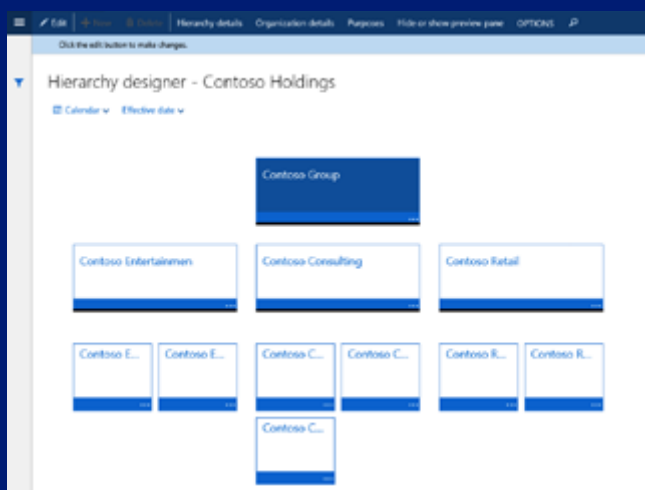 Edit + New Delete Hierarchy details Organization details Purposes Hide or show preview pane OPTIONS
Click the edit button to make changes.
Hierarchy designer - Contoso Holdings
Calendar Effective date
Contoso Group
Contoso Entertainmen Contoso Consulting Contoso Retail
Contoso E... Contoso E... Contoso C... Contoso C... Contoso R... Contoso R...
Contoso C...